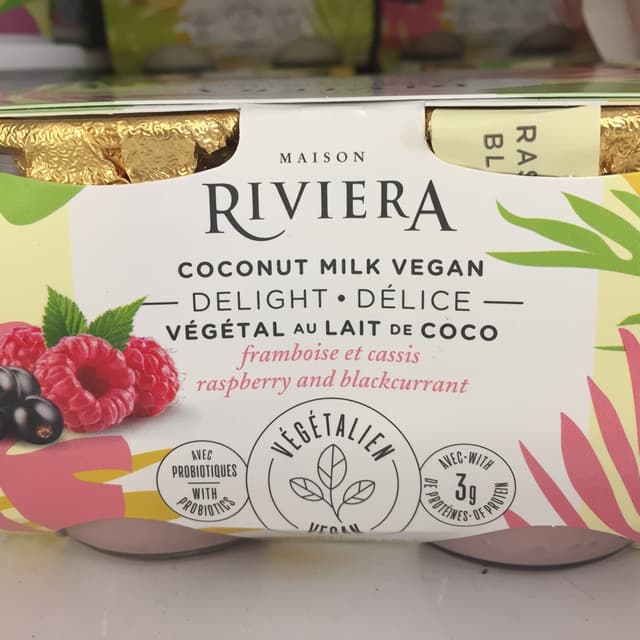 RAS
BL
MAISON
RIVIERA
COCONUT MILK VEGAN
DELIGHT • DÉLICE
VÉGÉTAL AU LAIT DE COCO
framboise et cassis
raspberry and blackcurrant
AVEC
PROBIOTIQUES
WITH
PROBIOTICS
VÉGÉTALIEN
VEGAN
AVEC•WITH
3g
DE PROTÉINES•OF PROTEIN